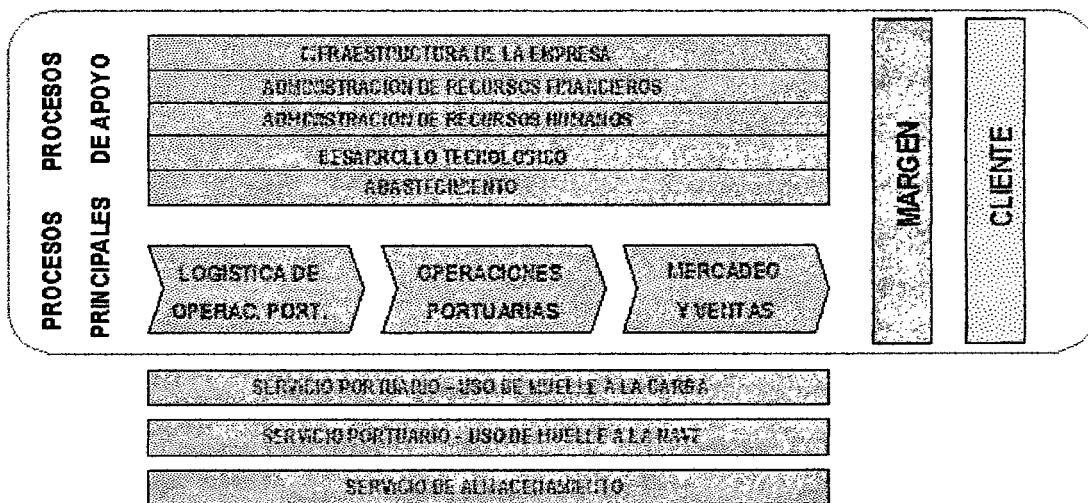 PROCESOS
DE APOYO
INFRAESTRUCTURA DE LA EMPRESA
ADMINISTRACION DE RECURSOS FINANCIEROS
ADMINISTRACION DE RECURSOS HUMANOS
DESARROLLO TECNOLOGICO
ABASTECIMIENTO
PROCESOS
PRINCIPALES
LOGISTICA DE
OPERAC. PORT.
OPERACIONES
PORTUARIAS
MERCADEO
Y VENTAS
MARGEN
CLIENTE
SERVICIO PORTUARIO - USO DE MUELLE A LA CARGA
SERVICIO PORTUARIO - USO DE MUELLE A LA NAVE
SERVICIO DE ALMACENAMIENTO